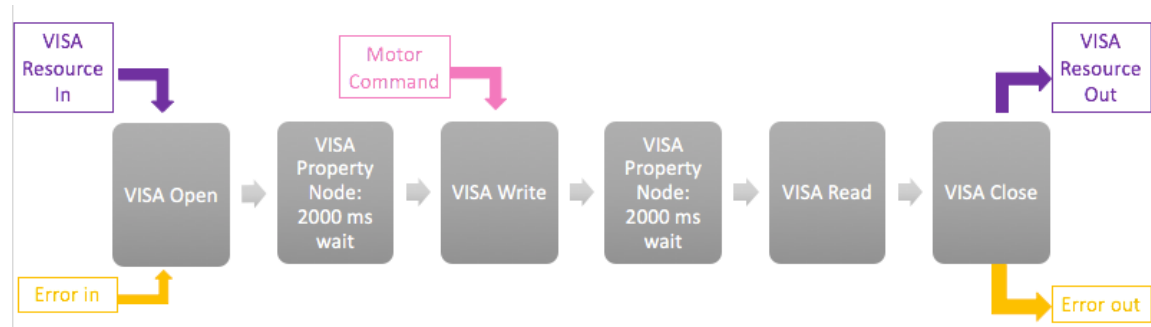 VISA
Resource
In
Motor
Command
VISA
Resource
Out
VISA Open
VISA
Property
Node:
2000 ms
wait
VISA Write
VISA
Property
Node:
2000 ms
wait
VISA Read
VISA Close
Error in
Error out